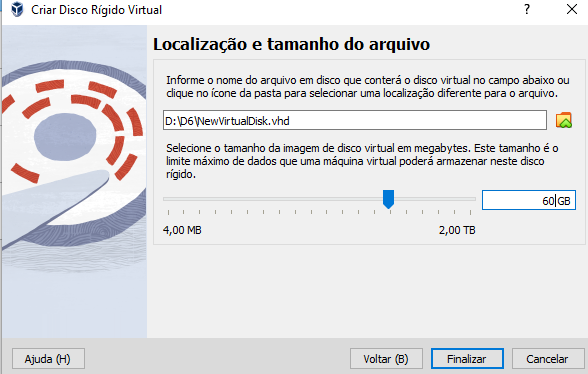 Criar Disco Rígido Virtual
?
Localização e tamanho do arquivo
Informe o nome do arquivo em disco que conterá o disco virtual no campo abaixo ou
clique no ícone da pasta para selecionar uma localização diferente para o arquivo.
D:\D6\NewVirtualDisk.vhd
Selecione o tamanho da imagem de disco virtual em megabytes. Este tamanho é o
limite máximo de dados que uma máquina virtual poderá armazenar neste disco
rígido.
60 GB
4,00 MB 2,00 TB
Ajuda (H) Voltar (B) Finalizar Cancelar